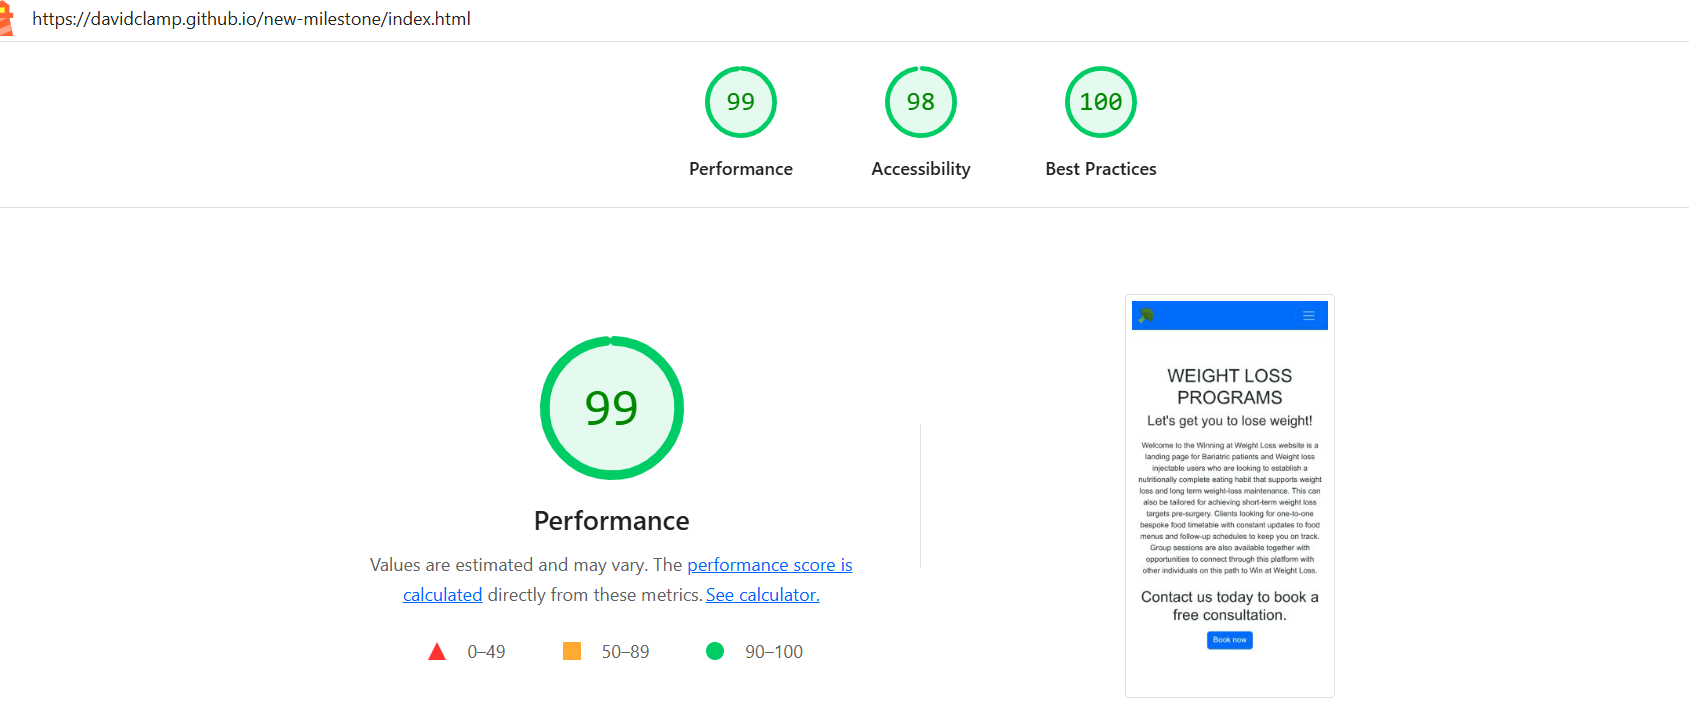 https://davidclamp.github.io/new-milestone/index.html
99
98
100
Performance
Accessibility
Best Practices
99
Performance
Values are estimated and may vary. The performance score is
calculated directly from these metrics. See calculator.
0–49
50–89
90–100
WEIGHT LOSS
PROGRAMS
Let's get you to lose weight!
Welcome to the Winning at Weight Loss website is a
landing page for Bariatric patients and Weight loss
injectable users who are looking to establish a
nutritionally complete eating habit that supports weight
loss and long term weight-loss maintenance. This can
also be tailored for achieving short-term weight loss
targets pre-surgery. Clients looking for one-to-one
bespoke food timetable with constant updates to food
menus and follow-up schedules to keep you on track.
Group sessions are also available together with
opportunities to connect through this platform with
other individuals on this path to Win at Weight Loss.
Contact us today to book a
free consultation.
Book now